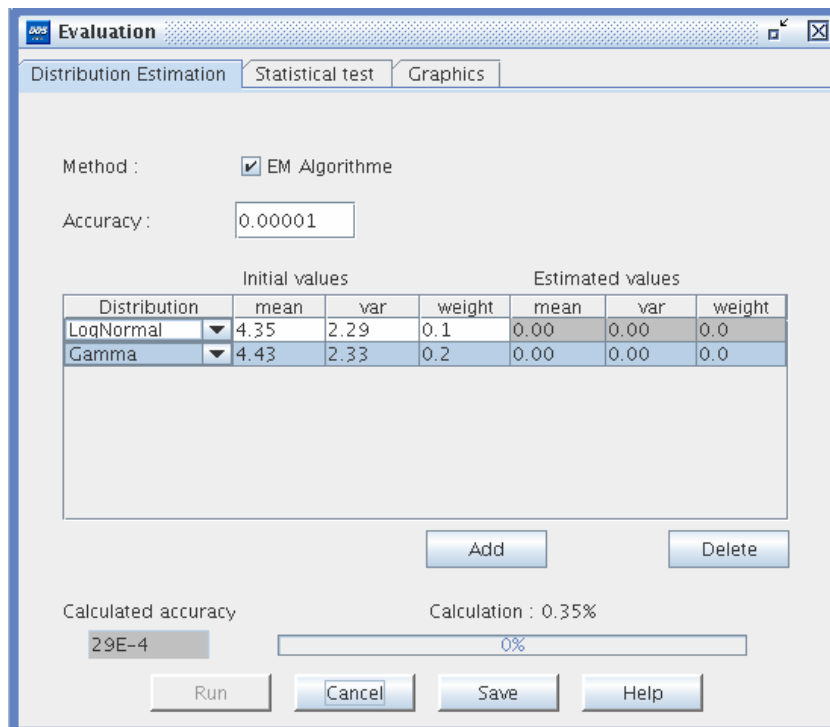 DDS Evaluation
Distribution Estimation Statistical test Graphics
Method : EM Algorithme
Accuracy : 0.00001
Initial values Estimated values
Distribution mean var weight mean var weight
LogNormal 4.35 2.29 0.1 0.00 0.00 0.0
Gamma 4.43 2.33 0.2 0.00 0.00 0.0
Add Delete
Calculated accuracy Calculation : 0.35%
29E-4 0%
Run Cancel Save Help